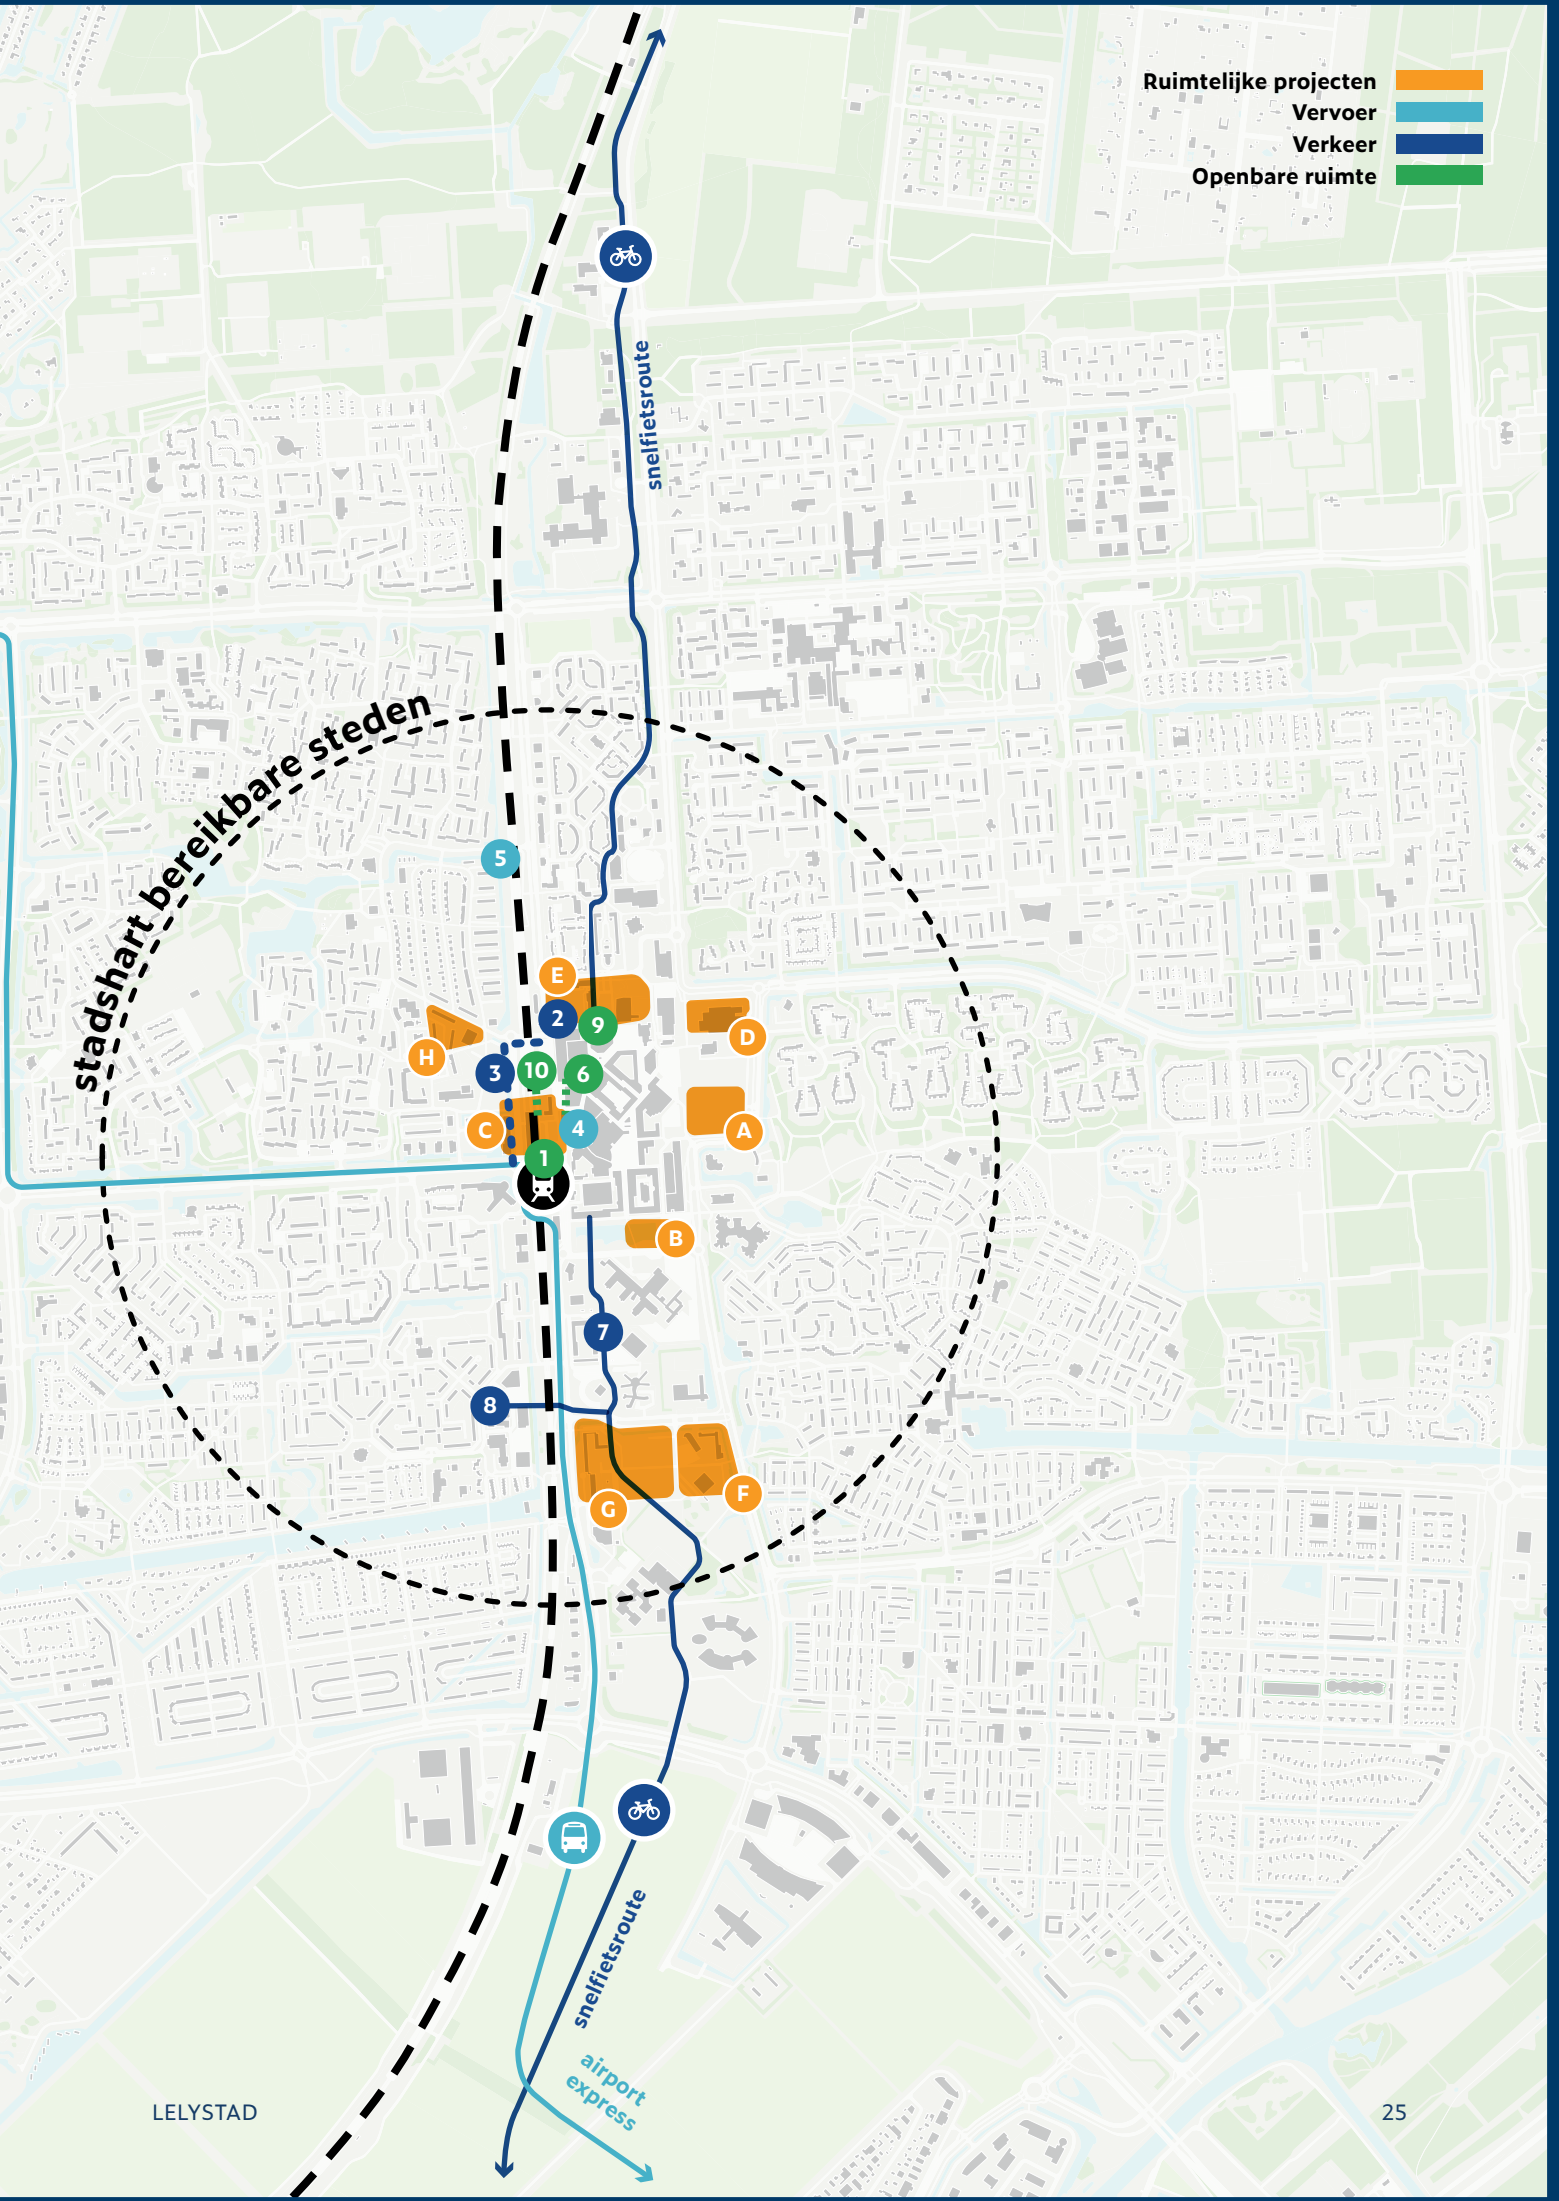 Ruimtelijke projecten
Vervoer
Verkeer
Openbare ruimte
snelfietsroute
stadshart bereikbare steden
5
E
2
9
D
H
3
10
6
C
4
A
1
B
7
8
F
G
snelfietsroute
airport
express
LELYSTAD
25